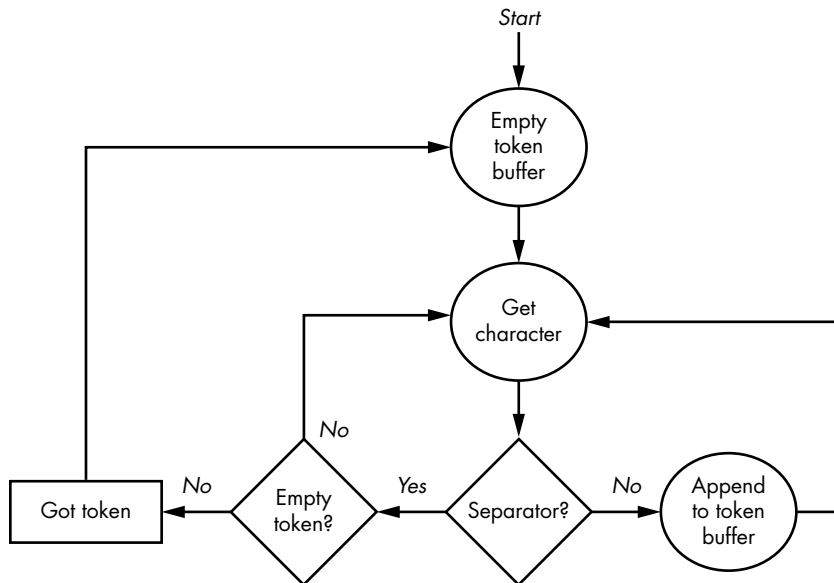 Start
Empty
token
buffer
Get
character
No
Got token
No
Empty
token?
Yes
Separator?
No
Append
to token
buffer